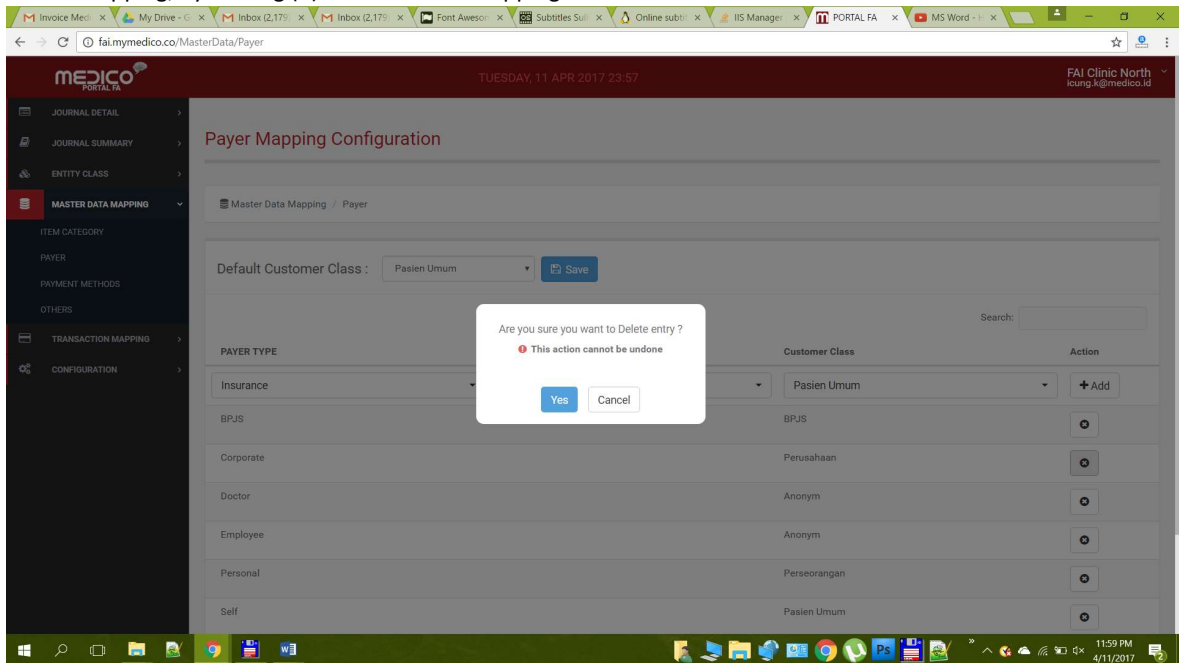 Invoice Medi
My Drive - G
Inbox (2,179)
Inbox (2,179)
Font Aweson
Subtitles Sul
Online subti
IIS Manager
PORTAL FA
MS Word - H
fai.mymedico.co/MasterData/Payer
MEDICO
PORTAL FA
TUESDAY, 11 APR 2017 23:57
FAI Clinic North
icung.k@medico.id
JOURNAL DETAIL
JOURNAL SUMMARY
ENTITY CLASS
MASTER DATA MAPPING
ITEM CATEGORY
PAYER
PAYMENT METHODS
OTHERS
TRANSACTION MAPPING
CONFIGURATION
Payer Mapping Configuration
Master Data Mapping / Payer
Default Customer Class : Pasien Umum Save
Search:
Are you sure you want to Delete entry ?
This action cannot be undone
Yes Cancel
PAYER TYPE Customer Class Action
Insurance Pasien Umum Add
BPJS BPJS
Corporate Perusahaan
Doctor Anonym
Employee Anonym
Personal Perseorangan
Self Pasien Umum
Ps
11:59 PM
4/11/2017